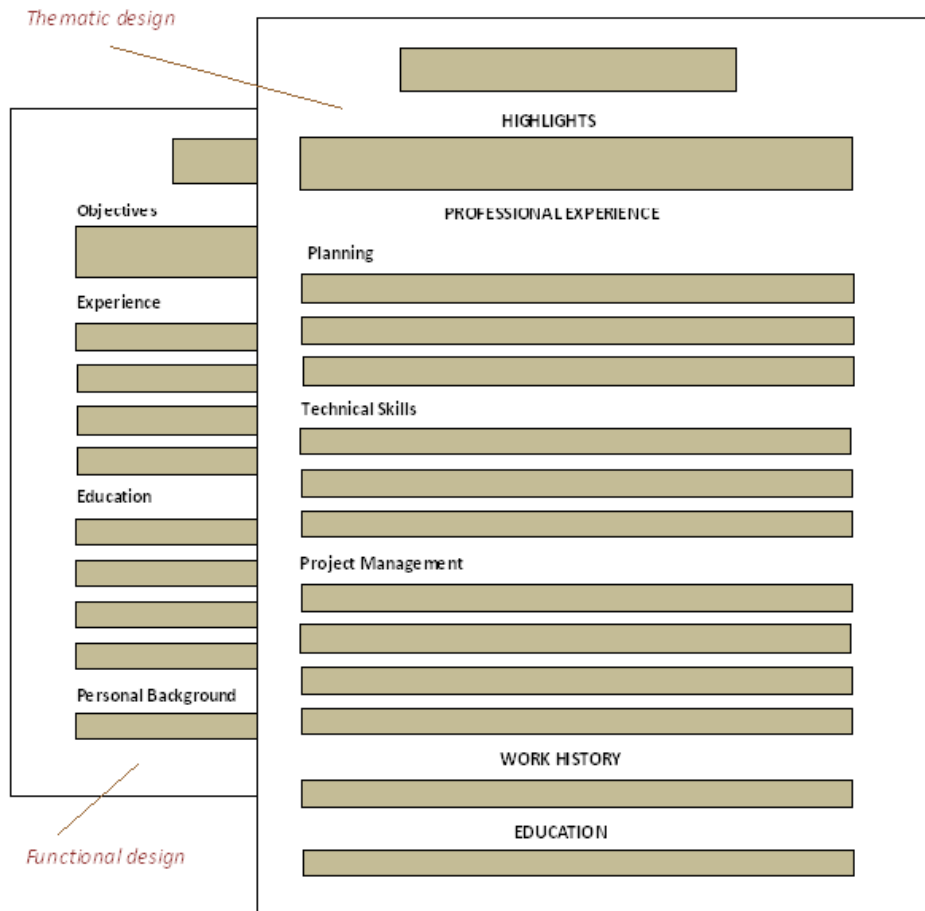 Thematic design
HIGHLIGHTS
PROFESSIONAL EXPERIENCE
Planning
Technical Skills
Project Management
WORK HISTORY
EDUCATION
Objectives
Experience
Education
Personal Background
Functional design